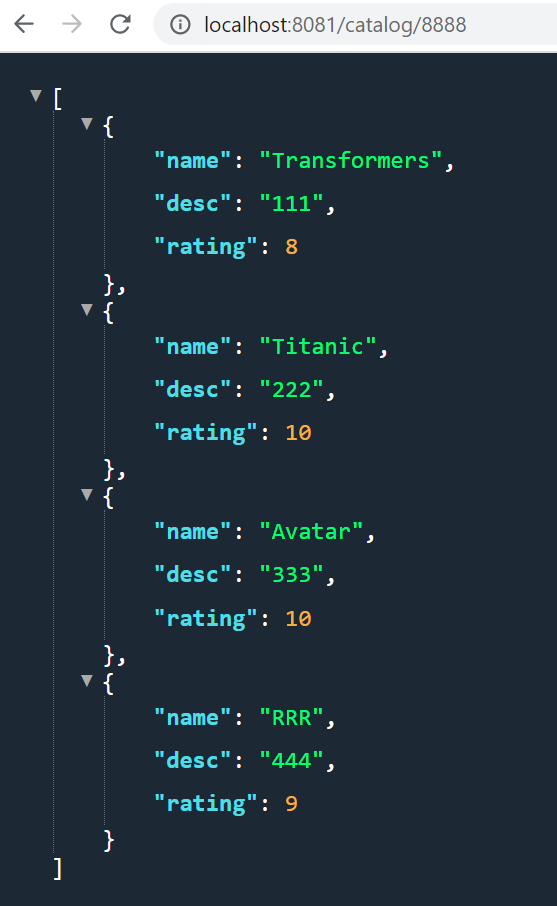 localhost:8081/catalog/8888
[
{
"name": "Transformers",
"desc": "111",
"rating": 8
},
{
"name": "Titanic",
"desc": "222",
"rating": 10
},
{
"name": "Avatar",
"desc": "333",
"rating": 10
},
{
"name": "RRR",
"desc": "444",
"rating": 9
}
]